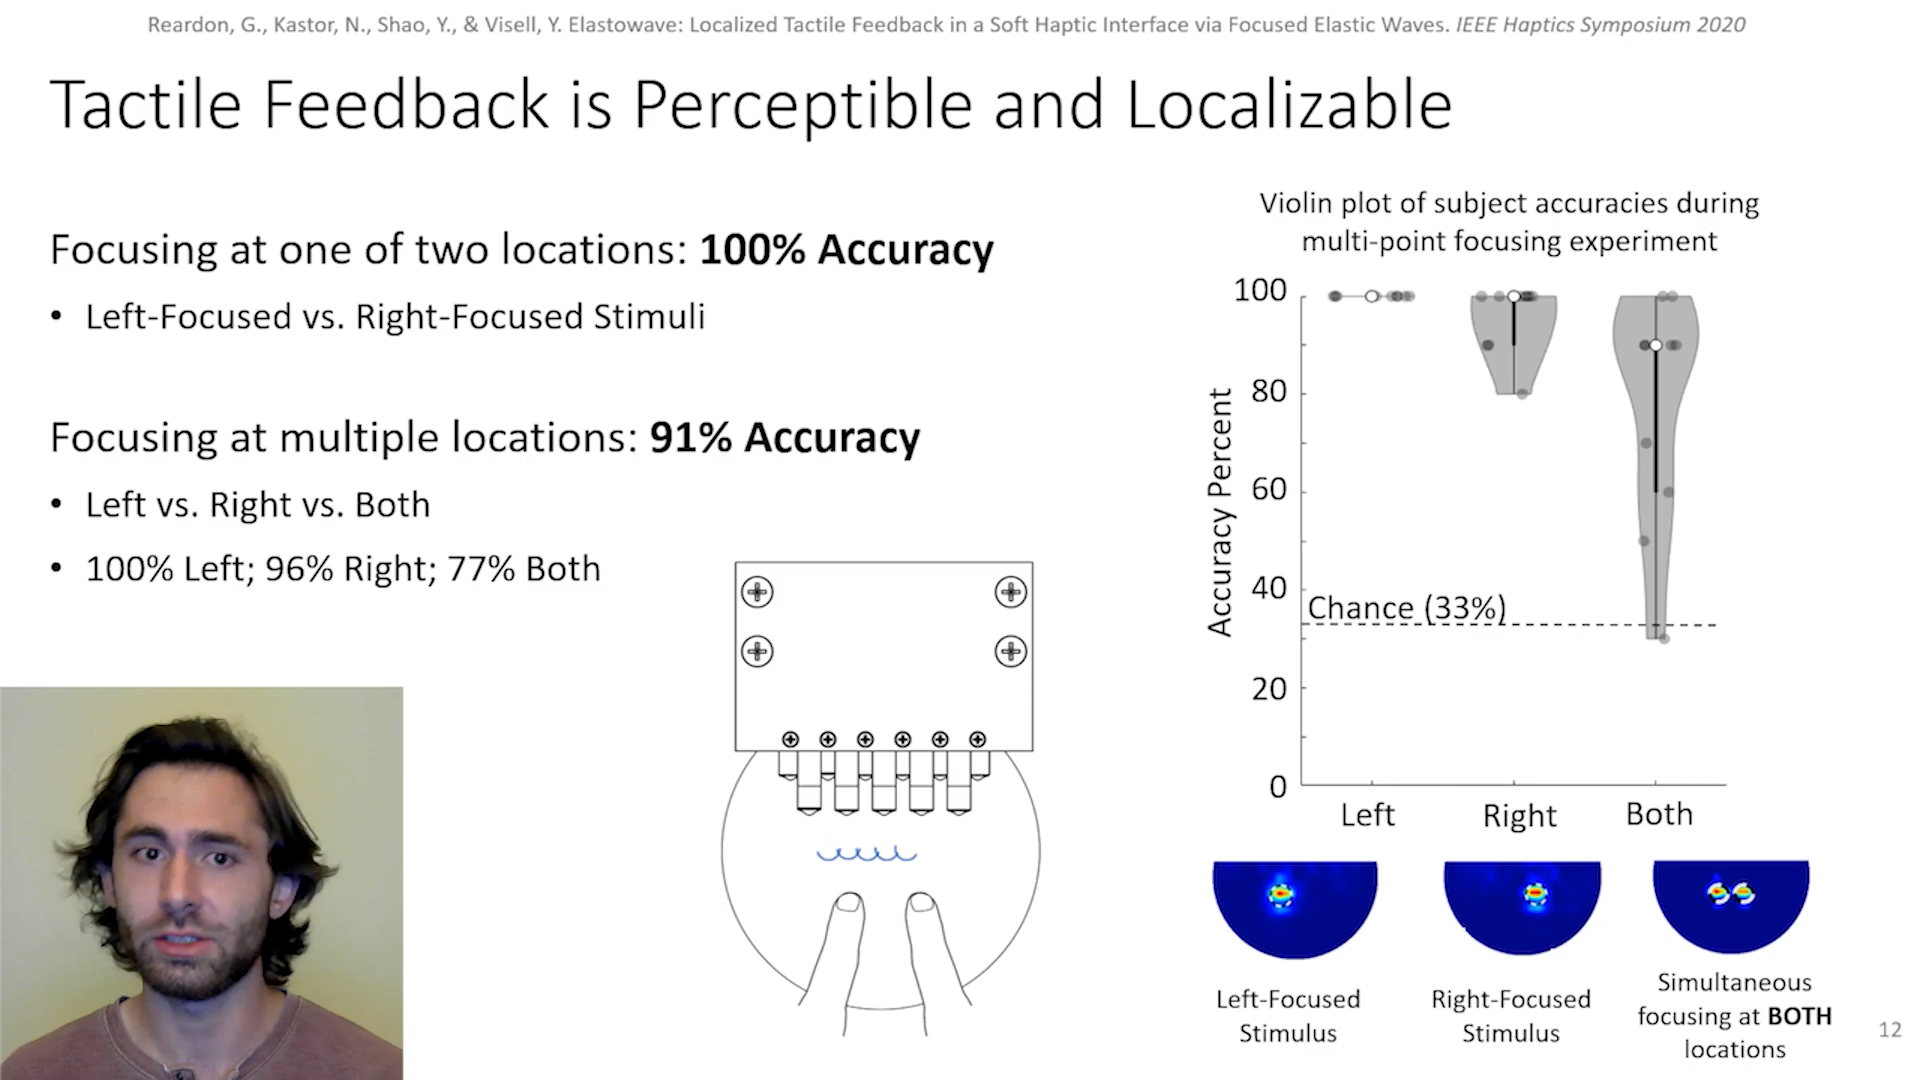 Reardon, G., Kastor, N., Shao, Y., & Visell, Y. Elastowave: Localized Tactile Feedback in a Soft Haptic Interface via Focused Elastic Waves. IEEE Haptics Symposium 2020
Tactile Feedback is Perceptible and Localizable
Focusing at one of two locations: 100% Accuracy
• Left-Focused vs. Right-Focused Stimuli
Focusing at multiple locations: 91% Accuracy
• Left vs. Right vs. Both
• 100% Left; 96% Right; 77% Both
Violin plot of subject accuracies during
multi-point focusing experiment
Accuracy Percent
100
80
60
40
20
0
Chance (33%)
Left Right Both
Left-Focused
Stimulus
Right-Focused
Stimulus
Simultaneous
focusing at BOTH
locations
12